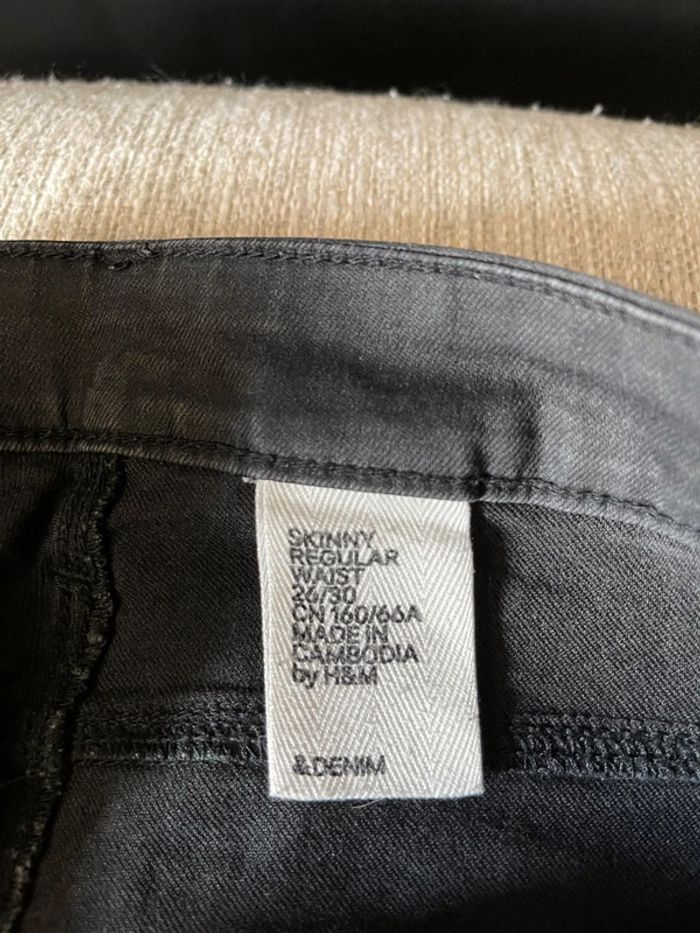 SKINNY
REGULAR
WAIST
26/30
CN 160/66A
MADE IN
CAMBODIA
by H&M
&DENIM